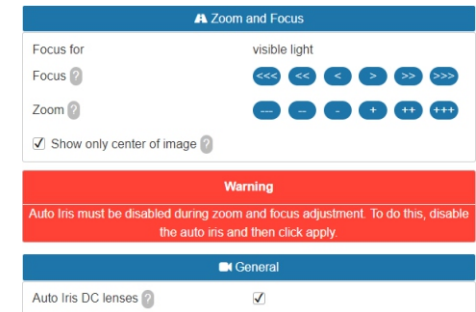 Zoom and Focus
Focus for visible light
Focus ? <<< << < > >> >>>
Zoom ? --- -- - + ++ +++
Show only center of image ?
Warning
Auto Iris must be disabled during zoom and focus adjustment. To do this, disable
the auto iris and then click apply.
General
Auto Iris DC lenses ?